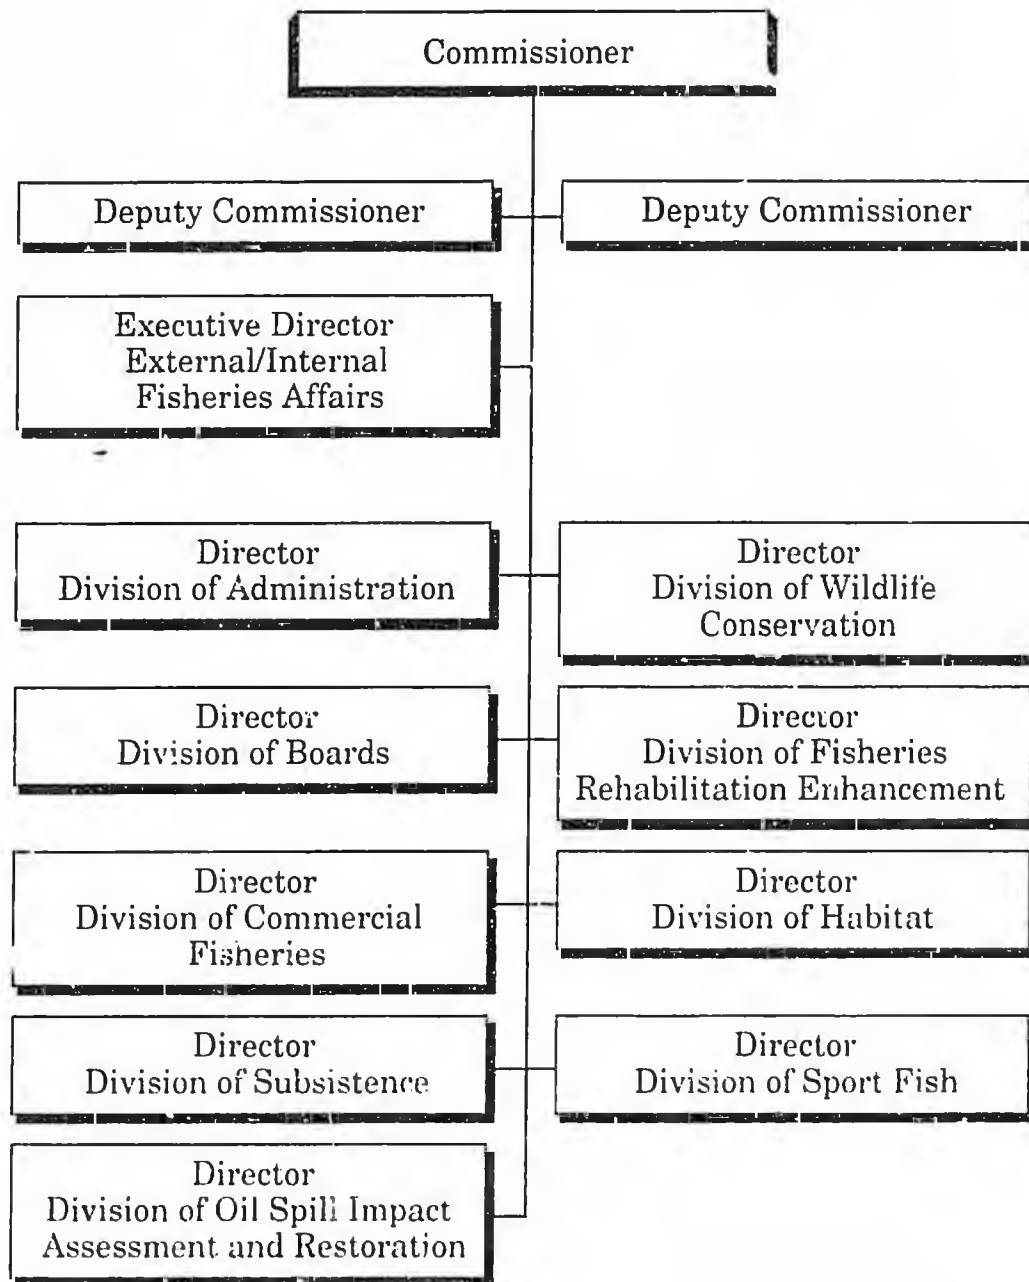 Commissioner
Deputy Commissioner
Deputy Commissioner
Executive Director
External/Internal
Fisheries Affairs
Director
Division of Administration
Director
Division of Wildlife
Conservation
Director
Division of Boards
Director
Division of Fisheries
Rehabilitation Enhancement
Director
Division of Commercial
Fisheries
Director
Division of Habitat
Director
Division of Subsistence
Director
Division of Sport Fish
Director
Division of Oil Spill Impact
Assessment and Restoration